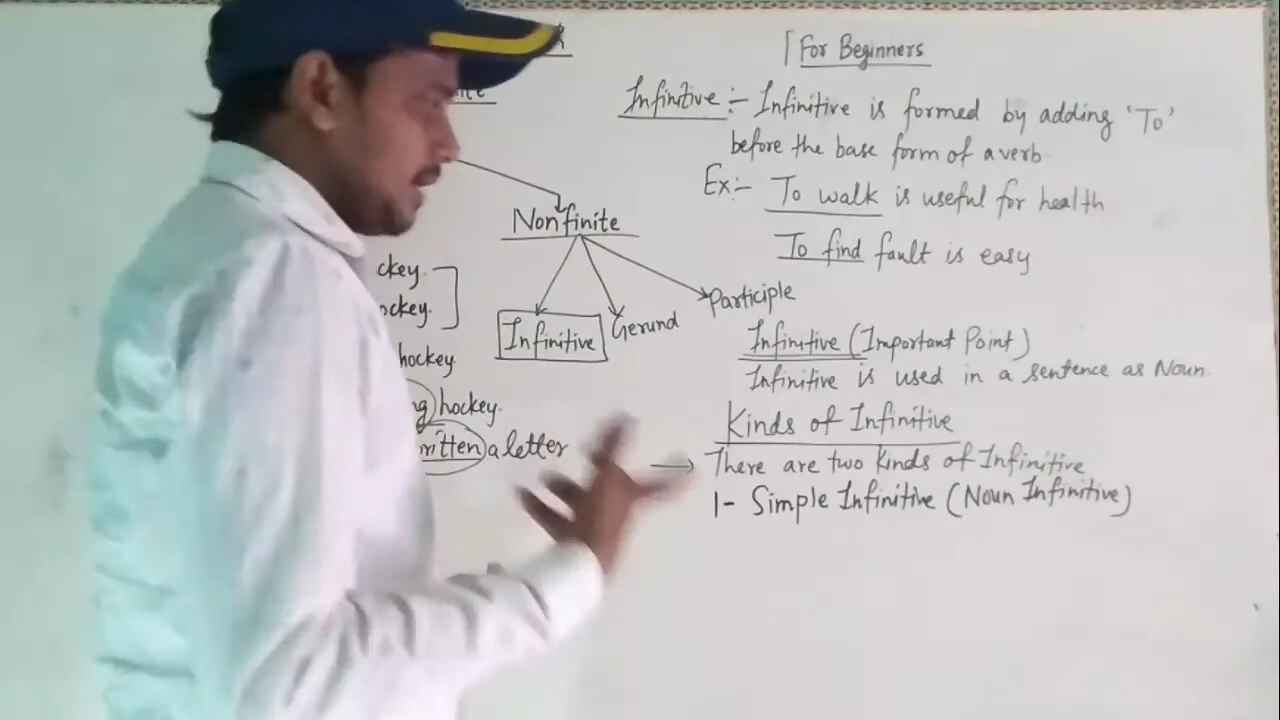 For Beginners
Infinitive :- Infinitive is formed by adding 'To'
before the base form of a verb
Ex:- To walk is useful for health
To find fault is easy
Nonfinite
Infinitive
Gerund
Participle
hockey
hockey.
a letter
Infinitive (Important Point)
Infinitive is used in a sentence as Noun.
Kinds of Infinitive
→ There are two kinds of Infinitive
1- Simple Infinitive (Noun Infinitive)